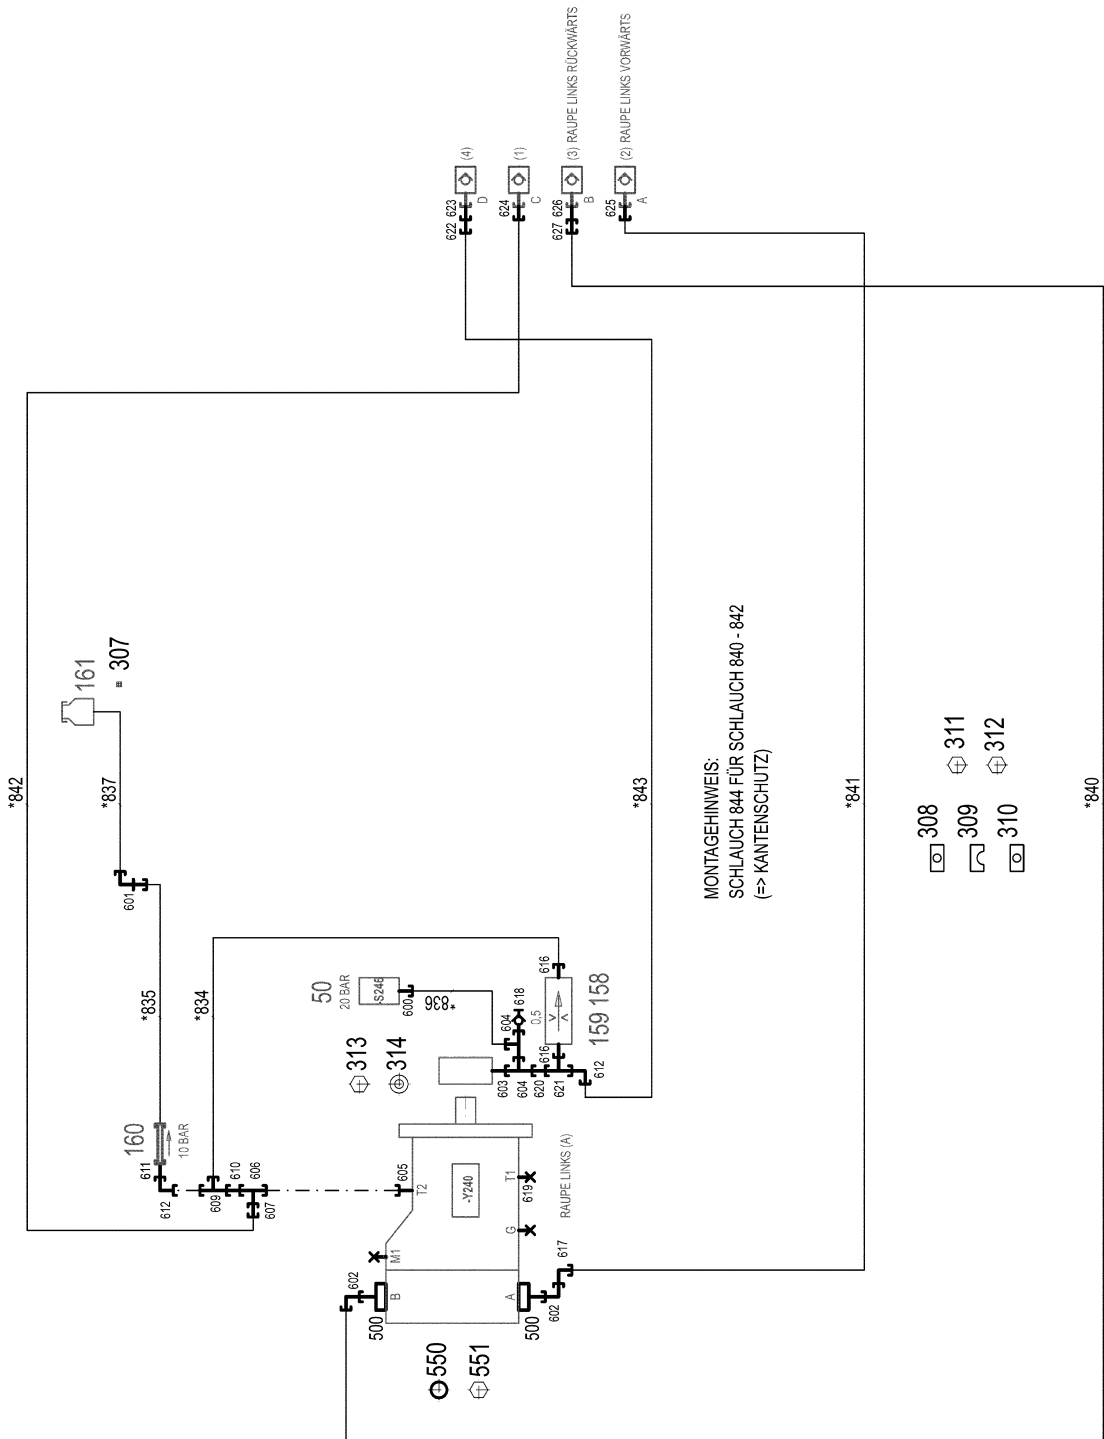 (4)
(1)
(3) RAUPE LINKS RÜCKWÄRTS
(2) RAUPE LINKS VORWÄRTS
622 623
D
624
C
627 626
B
625
A
*842
*837
161
307
601
*835
*834
160
10 BAR
611
612
609
610
606
607
50
20 BAR
-S246
600
*836
313
314
604
618
0,5
616
616
159 158
603
604
620
621
612
*843
MONTAGEHINWEIS:
SCHLAUCH 844 FÜR SCHLAUCH 840 - 842
(=> KANTENSCHUTZ)
*841
*840
308
309
310
311
312
605
T2
-Y240
T1
619
G
M1
RAUPE LINKS (A)
602
B
500
A
500
602
617
550
551